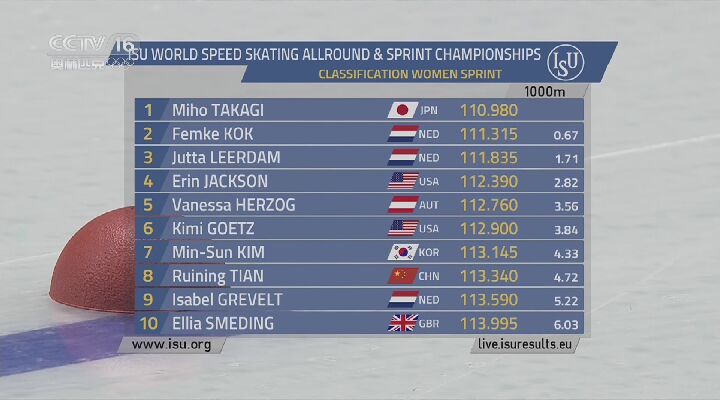 CCTV 16
奥林匹克
ISU WORLD SPEED SKATING ALLROUND & SPRINT CHAMPIONSHIPS
ISU
CLASSIFICATION WOMEN SPRINT
1000m
1 Miho TAKAGI JPN 110.980
2 Femke KOK NED 111.315 0.67
3 Jutta LEERDAM NED 111.835 1.71
4 Erin JACKSON USA 112.390 2.82
5 Vanessa HERZOG AUT 112.760 3.56
6 Kimi GOETZ USA 112.900 3.84
7 Min-Sun KIM KOR 113.145 4.33
8 Ruining TIAN CHN 113.340 4.72
9 Isabel GREVELT NED 113.590 5.22
10 Ellia SMEDING GBR 113.995 6.03
www.isu.org
live.isuresults.eu